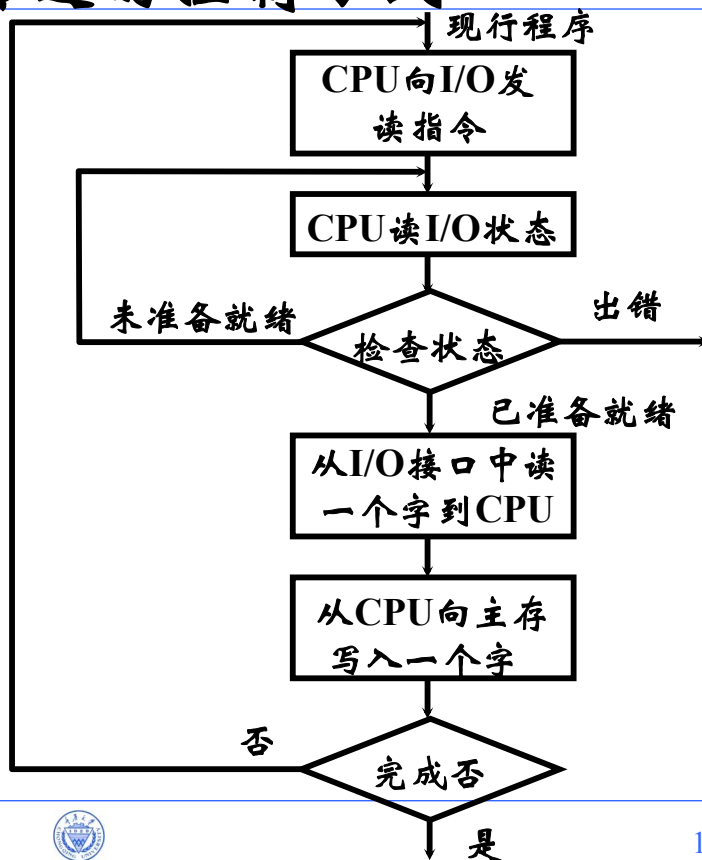 现行程序
CPU向I/O发
读指令
CPU读I/O状态
未准备就绪
出错
检查状态
已准备就绪
从I/O接口中读
一个字到CPU
从CPU向主存
写入一个字
否
完成否
是
1